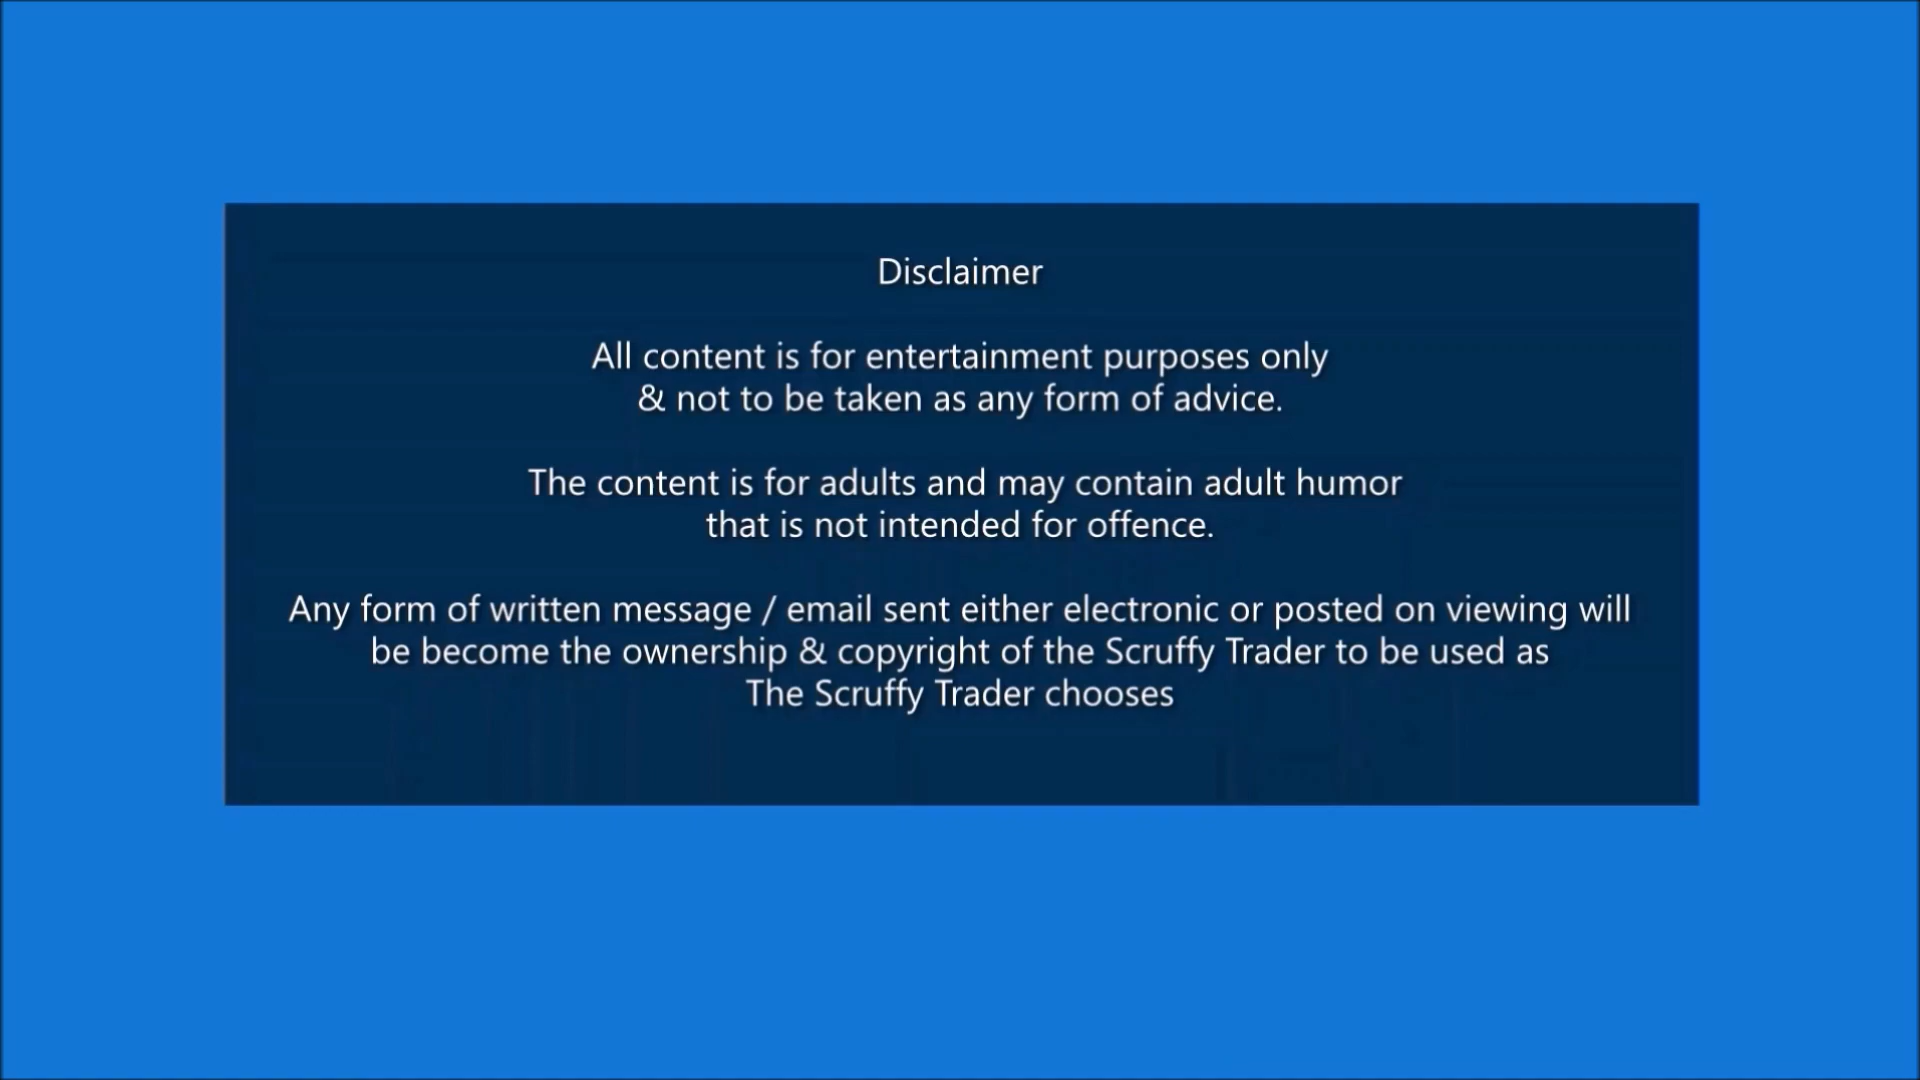 Disclaimer
All content is for entertainment purposes only
& not to be taken as any form of advice.
The content is for adults and may contain adult humor
that is not intended for offence.
Any form of written message / email sent either electronic or posted on viewing will
be become the ownership & copyright of the Scruffy Trader to be used as
The Scruffy Trader chooses